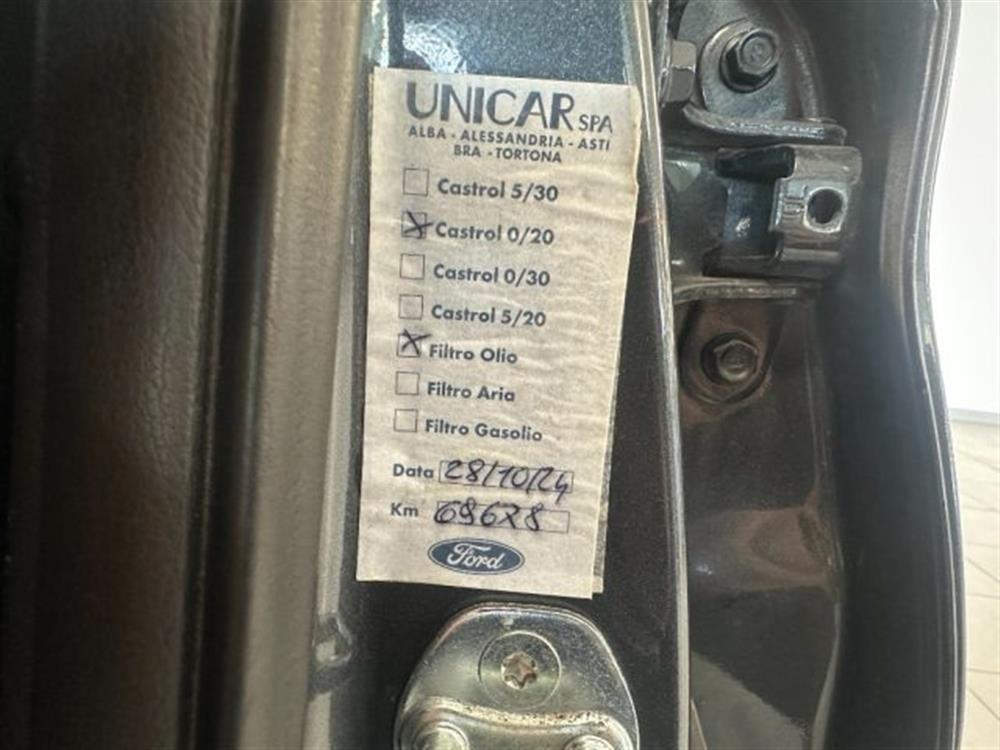 UNICAR SPA
ALBA - ALESSANDRIA - ASTI
BRA - TORTONA
Castrol 5/30
Castrol 0/20
Castrol 0/30
Castrol 5/20
Filtro Olio
Filtro Aria
Filtro Gasolio
Data 28/10/24
Km
Ford